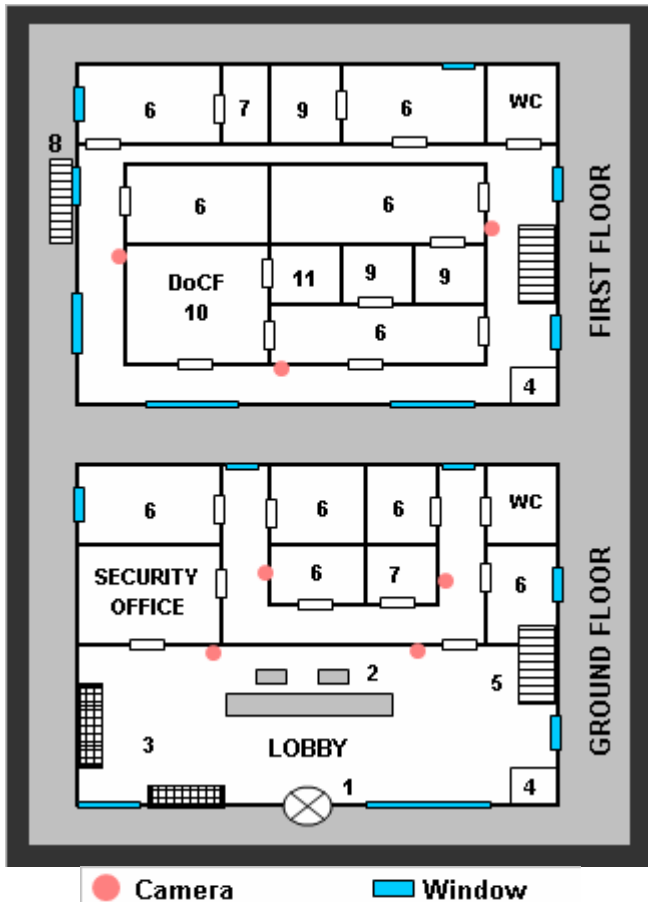 6
7
9
6
WC
8
6
6
DoCF
10
11
9
9
6
4
FIRST FLOOR
6
6
6
WC
SECURITY
OFFICE
6
7
6
2
5
3
LOBBY
1
4
GROUND FLOOR
Camera
Window